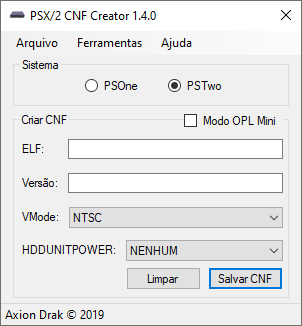 PSX/2 CNF Creator 1.4.0
Arquivo Ferramentas Ajuda
Sistema
PSOne PSTwo
Criar CNF Modo OPL Mini
ELF:
Versão:
VMode: NTSC
HDDUNITPOWER: NENHUM
Limpar Salvar CNF
Axion Drak © 2019